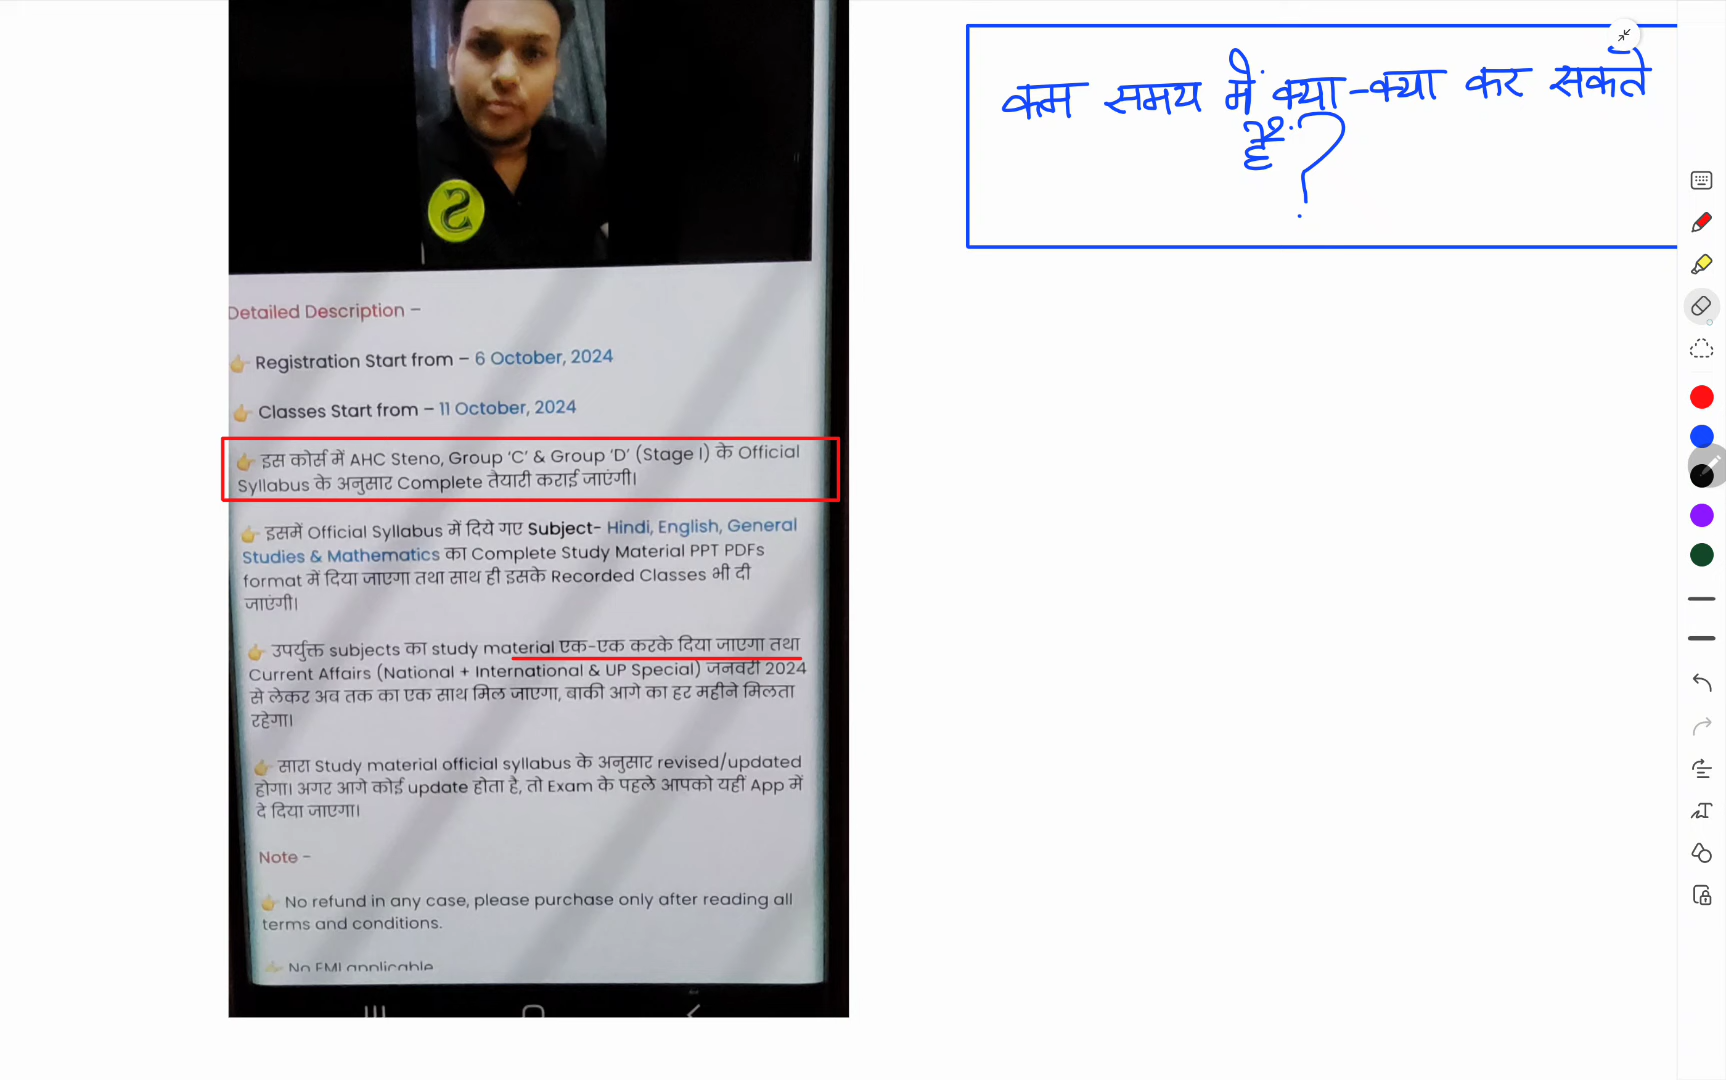 Detailed Description –
👉 Registration Start from – 6 October, 2024
👉 Classes Start from – 11 October, 2024
👉 इस कोर्स में AHC Steno, Group 'C' & Group 'D' (Stage I) के Official
Syllabus के अनुसार Complete तैयारी कराई जाएंगी।
👉 इसमें Official Syllabus में दिये गए Subject- Hindi, English, General
Studies & Mathematics का Complete Study Material PPT PDFs
format में दिया जाएगा तथा साथ ही इसके Recorded Classes भी दी
जाएंगी।
👉 उपर्युक्त subjects का study material एक-एक करके दिया जाएगा तथा
Current Affairs (National + International & UP Special) जनवरी 2024
से लेकर अब तक का एक साथ मिल जाएगा, बाकी आगे का हर महीने मिलता
रहेगा।
👉 सारा Study material official syllabus के अनुसार revised/updated
होगा। अगर आगे कोई update होता है, तो Exam के पहले आपको यहीं App में
दे दिया जाएगा।
Note -
👉 No refund in any case, please purchase only after reading all
terms and conditions.
👉 No EMI applicable
कम समय में क्या-क्या कर सकते
हैं?